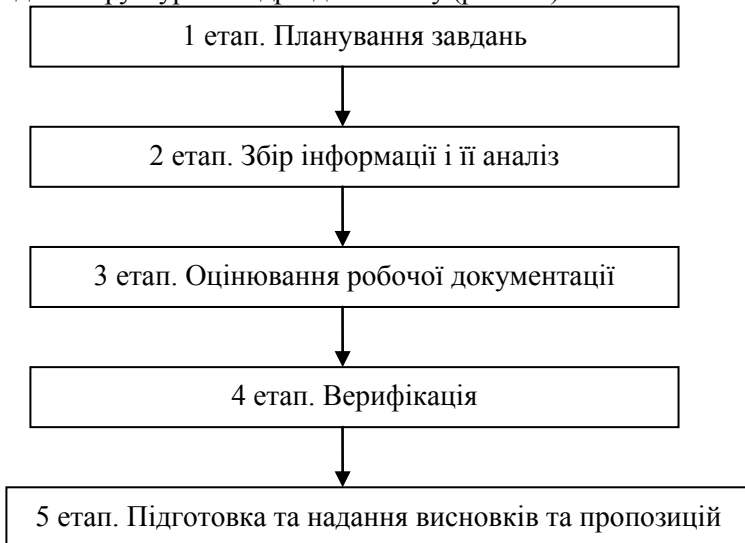 1 етап. Планування завдань
2 етап. Збір інформації і її аналіз
3 етап. Оцінювання робочої документації
4 етап. Верифікація
5 етап. Підготовка та надання висновків та пропозицій